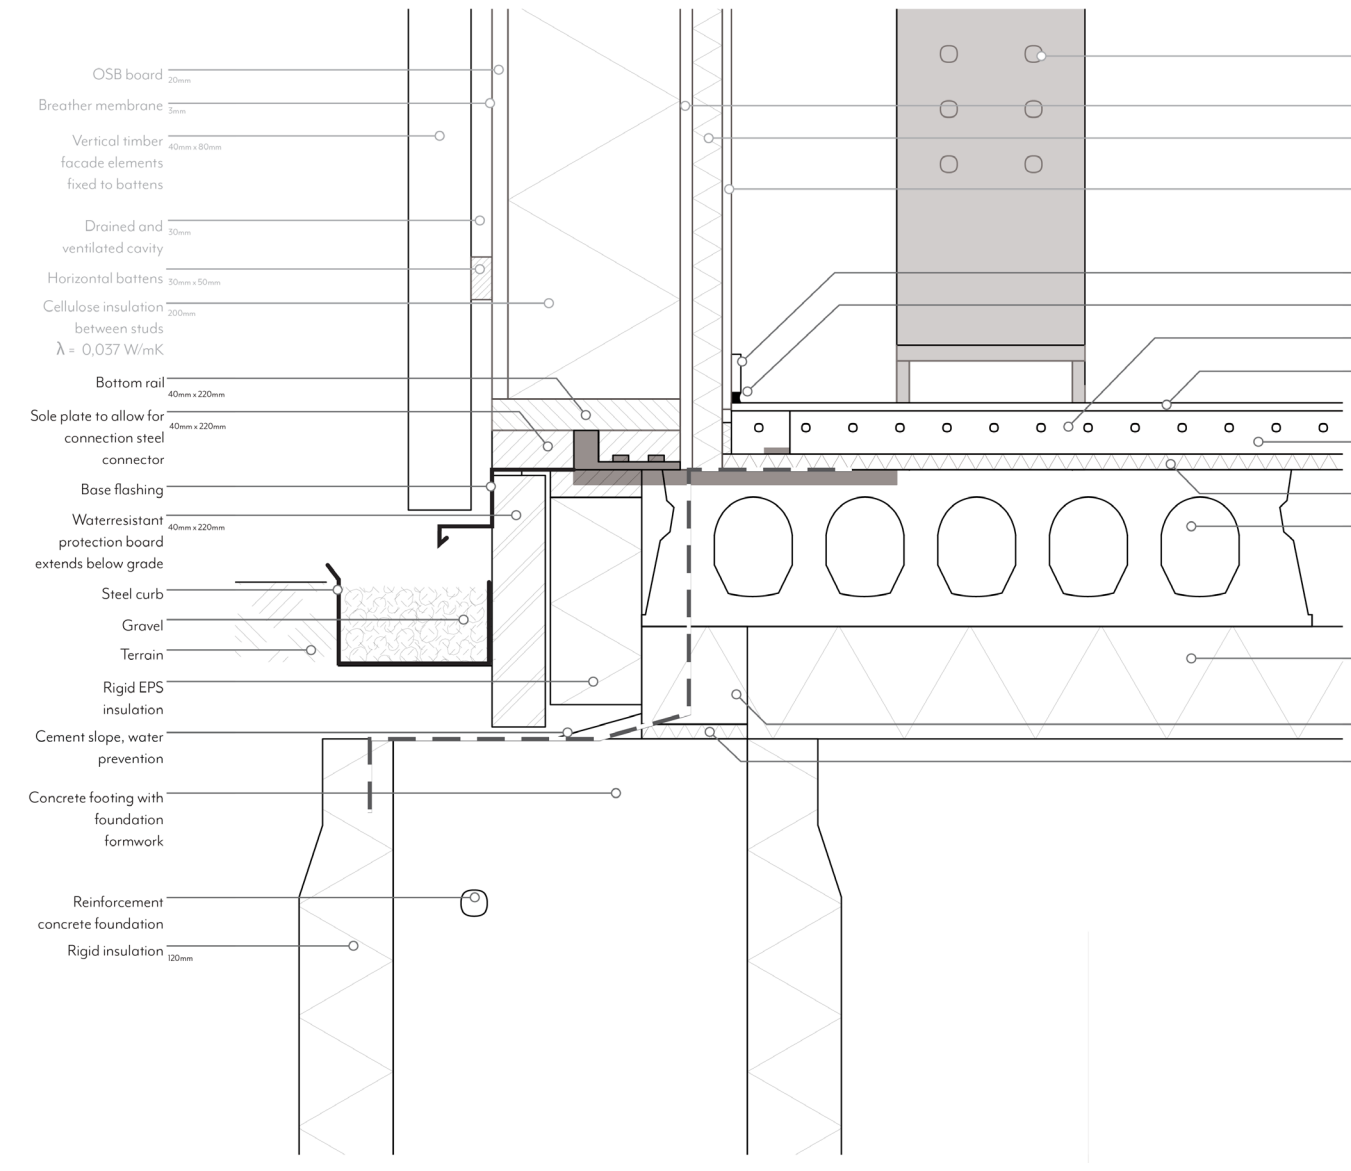 OSB board 20mm
Breather membrane 3mm
Vertical timber 40mm x 80mm
facade elements
fixed to battens
Drained and 30mm
ventilated cavity
Horizontal battens 30mm x 50mm
Cellulose insulation 200mm
between studs
λ = 0,037 W/mK
Bottom rail 40mm x 220mm
Sole plate to allow for 40mm x 220mm
connection steel
connector
Base flashing
Waterresistant 40mm x 220mm
protection board
extends below grade
Steel curb
Gravel
Terrain
Rigid EPS
insulation
Cement slope, water
prevention
Concrete footing with
foundation
formwork
Reinforcement
concrete foundation
Rigid insulation 120mm